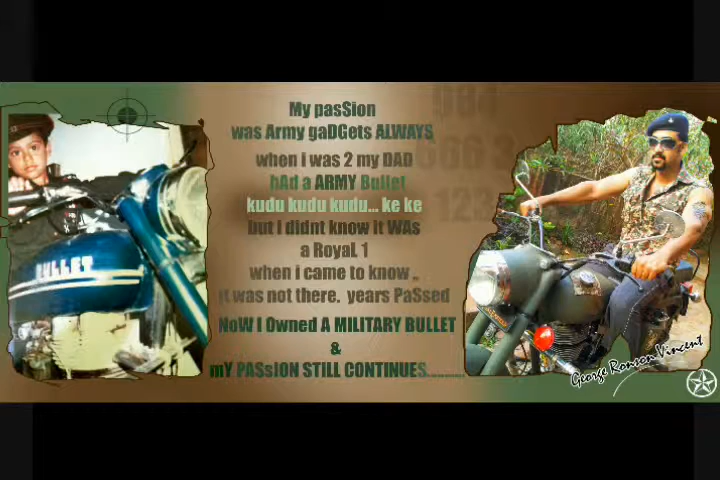 My pasSion
was Army gaDGets ALWAYS
when i was 2 my DAD
hAd a ARMY Bullet
kudu kudu kudu... ke ke
but i didnt know it WAs
a RoyaL 1
when i came to know ..
it was not there. years PaSsed
NoW I Owned A MILITARY BULLET
&
mY PASsION STILL CONTINUES..........
BULLET
George Ronson Vincent